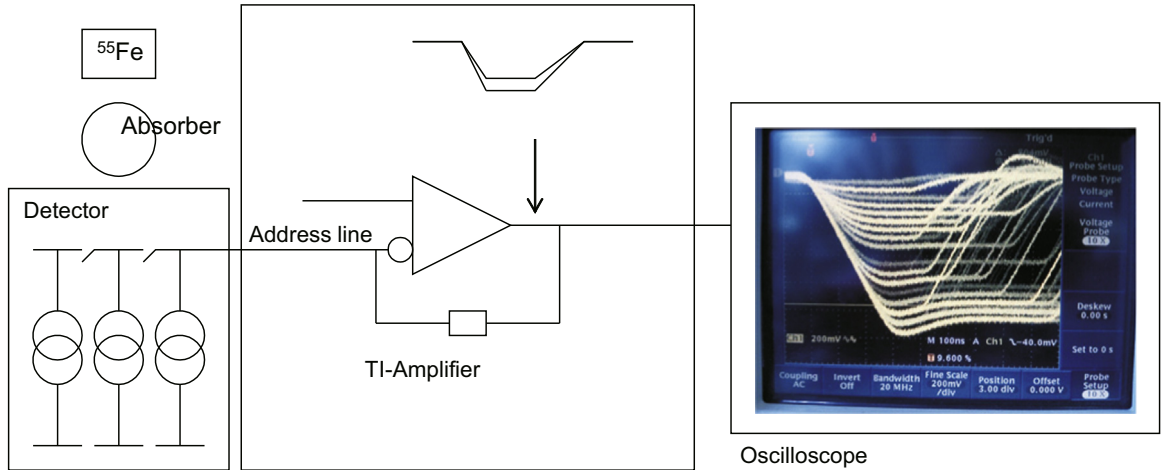 ⁵⁵Fe
Absorber
Detector
Address line
TI-Amplifier
Trig'd
Ch1
Probe Setup
Probe Type
Voltage
Current
Voltage
Probe
10 X
Deskew
0.00 s
Set to 0 s
Ch1 200mV
M 100ns A Ch1 -40.0mV
9.600 %
Coupling
AC
Invert
Off
Bandwidth
20 MHz
Fine Scale
200mV
/div
Position
3.00 div
Offset
0.000 V
Probe
Setup
10 X
Oscilloscope